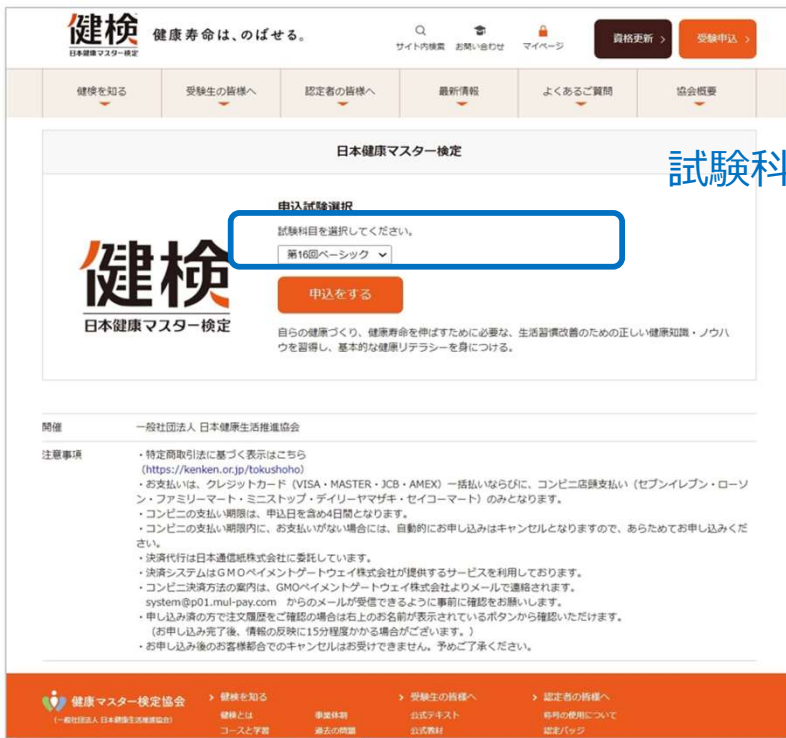 健検
日本健康マスター検定
健康寿命は、のばせる。
サイト内検索 お問い合わせ マイページ
資格更新 >
受験申込 >
健検を知る 受験生の皆様へ 認定者の皆様へ 最新情報 よくあるご質問 協会概要
日本健康マスター検定
試験科
申込試験選択
試験科目を選択してください。
第16回ベーシック
申込をする
健検
日本健康マスター検定
自らの健康づくり、健康寿命を伸ばすために必要な、生活習慣改善のための正しい健康知識・ノウハ
ウを習得し、基本的な健康リテラシーを身につける。
開催 一般社団法人 日本健康生活推進協会
注意事項 ・特定商取引法に基づく表示はこちら
(https://kenken.or.jp/tokushoho)
・お支払いは、クレジットカード（VISA・MASTER・JCB・AMEX）一括払いならびに、コンビニ店頭支払い（セブンイレブン・ローソ
ン・ファミリーマート・ミニストップ・デイリーヤマザキ・セイコーマート）のみとなります。
・コンビニの支払い期限は、申込日を含め4日間となります。
・コンビニの支払い期限内に、お支払いがない場合には、自動的にお申し込みはキャンセルとなりますので、あらためてお申し込みくだ
さい。
・決済代行は日本通信紙株式会社に委託しています。
・決済システムはGMOペイメントゲートウェイ株式会社が提供するサービスを利用しております。
・コンビニ決済方法の案内は、GMOペイメントゲートウェイ株式会社よりメールで連絡されます。
system@p01.mul-pay.com からのメールが受信できるように事前に確認をお願いします。
・申し込み済の方で注文履歴をご確認の場合は右上のお名前が表示されているボタンから確認いただけます。
（お申し込み完了後、情報の反映に15分程度かかる場合がございます。）
・お申し込み後のお客様都合でのキャンセルはお受けできません。予めご了承ください。
健康マスター検定協会
(一般社団法人 日本健康生活推進協会)
> 健検を知る > 受験生の皆様へ > 認定者の皆様へ
健検とは 事業体制 公式テキスト 称号の使用について
コースと学習 過去の問題 公式教材 認定バッジ